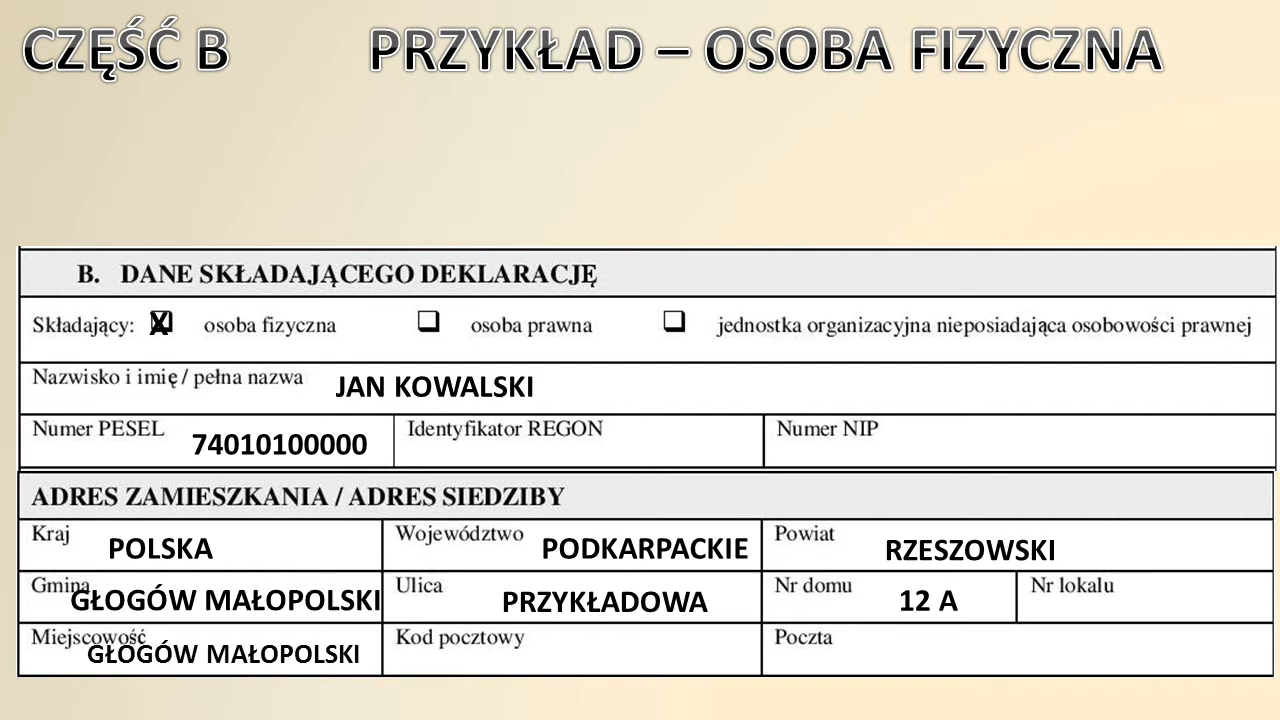 CZĘŚĆ B PRZYKŁAD – OSOBA FIZYCZNA
B. DANE SKŁADAJĄCEGO DEKLARACJĘ
Składający: X osoba fizyczna ❑ osoba prawna ❑ jednostka organizacyjna nieposiadająca osobowości prawnej
Nazwisko i imię / pełna nazwa JAN KOWALSKI
Numer PESEL 74010100000 Identyfikator REGON Numer NIP
ADRES ZAMIESZKANIA / ADRES SIEDZIBY
Kraj POLSKA Województwo PODKARPACKIE Powiat RZESZOWSKI
Gmina GŁOGÓW MAŁOPOLSKI Ulica PRZYKŁADOWA Nr domu 12 A Nr lokalu
Miejscowość GŁOGÓW MAŁOPOLSKI Kod pocztowy Poczta